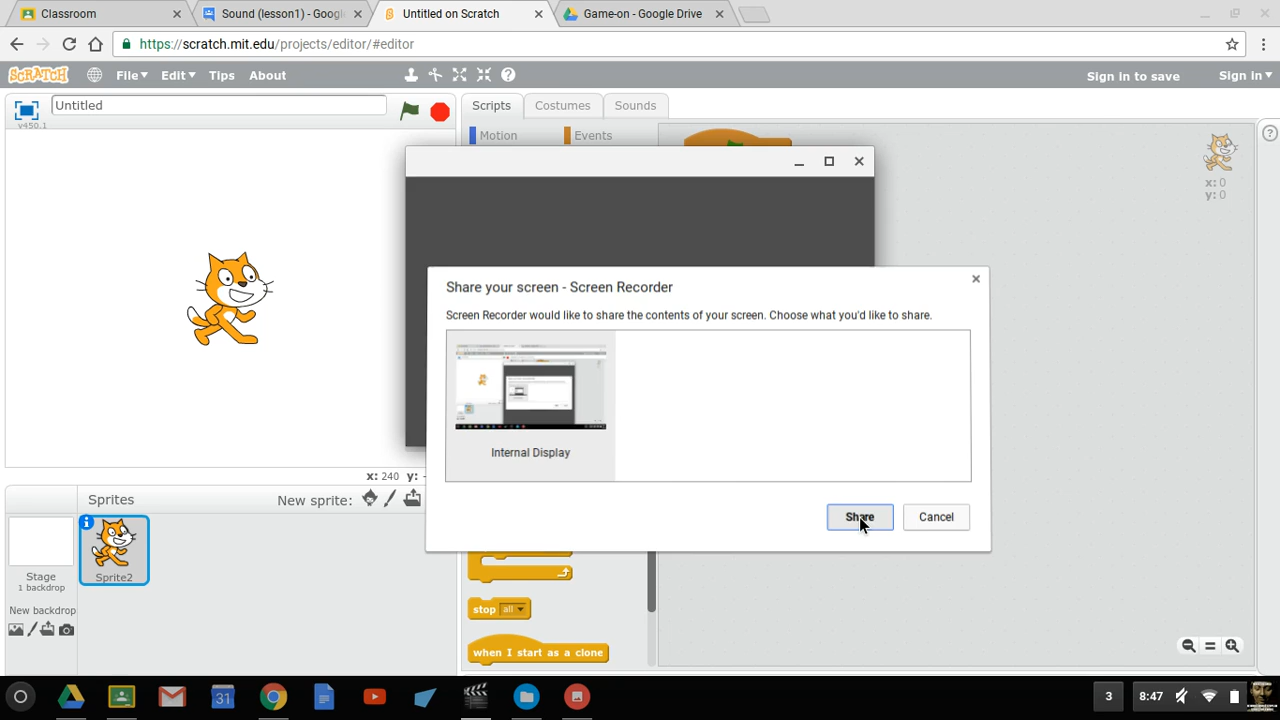 Classroom
Sound (lesson1) - Googl
Untitled on Scratch
Game-on - Google Drive
https://scratch.mit.edu/projects/editor/#editor
SCRATCH
File
Edit
Tips
About
Sign in to save
Sign in
Untitled
v450.1
Scripts
Costumes
Sounds
Motion
Events
x: 0
y: 0
Share your screen - Screen Recorder
Screen Recorder would like to share the contents of your screen. Choose what you'd like to share.
Internal Display
Share
Cancel
x: 240 y: -
Sprites
New sprite:
Stage
1 backdrop
Sprite2
New backdrop
stop all
when I start as a clone
31
3
8:47